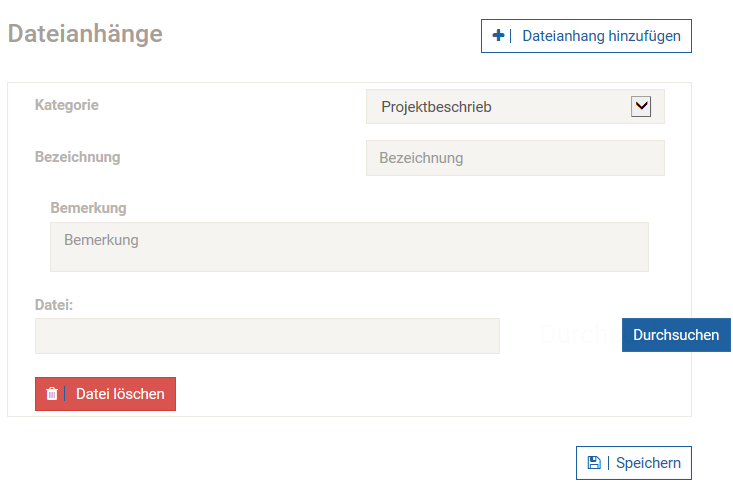 Dateianhänge
Dateianhang hinzufügen
Kategorie
Projektbeschrieb
Bezeichnung
Bezeichnung
Bemerkung
Bemerkung
Datei:
Durchsuchen
Datei löschen
Speichern